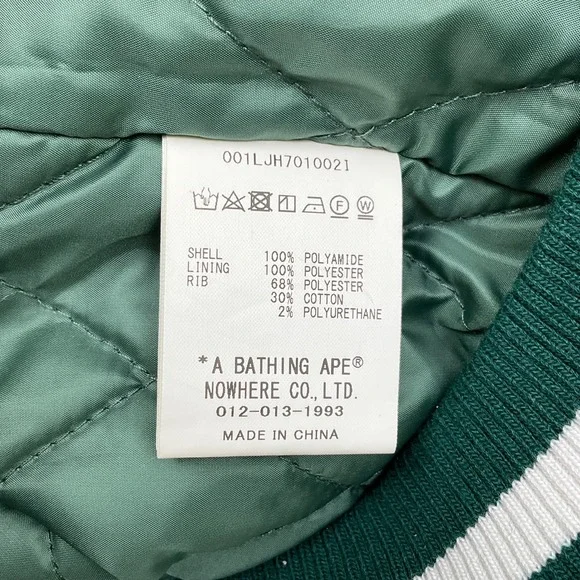 001LJH701002I
F W
SHELL 100% POLYAMIDE
LINING 100% POLYESTER
RIB 68% POLYESTER
30% COTTON
2% POLYURETHANE
*A BATHING APE®
NOWHERE CO.,LTD.
012-013-1993
MADE IN CHINA